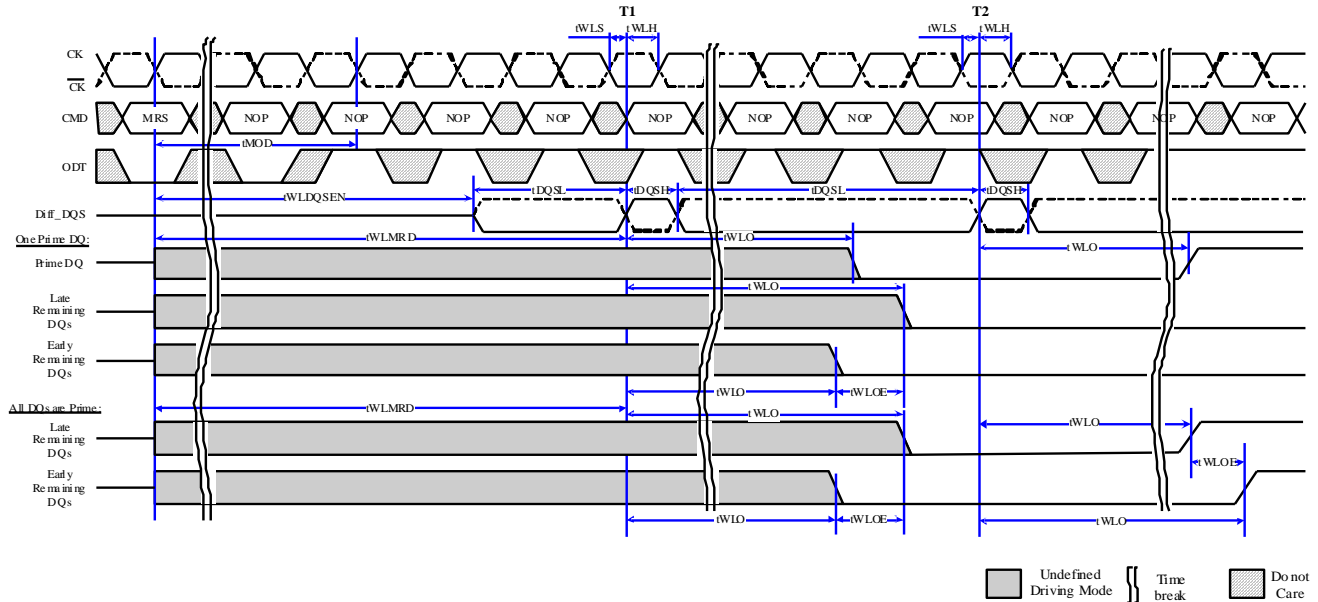 T1 T2
tWLS tWLH tWLS tWLH
CK
CK
CMD MRS NOP NOP NOP NOP NOP NOP NOP NOP NOP NOP NOP
tMOD
ODT
tWLDQSEN tDQSL tDQSH tDQSL tDQSH
Diff_DQS
One Prime DQ: tWLMRD tWLO tWLO
Prime DQ
tWLO
Late
Remaining
DQs
Early
Remaining
DQs
tWLO tWLOE
All DQs are Prime: tWLMRD tWLO
tWLO
Late
Remaining
DQs
tWLOE
Early
Remaining
DQs
tWLO tWLOE tWLO
Undefined
Driving Mode
Time
break
Do not
Care